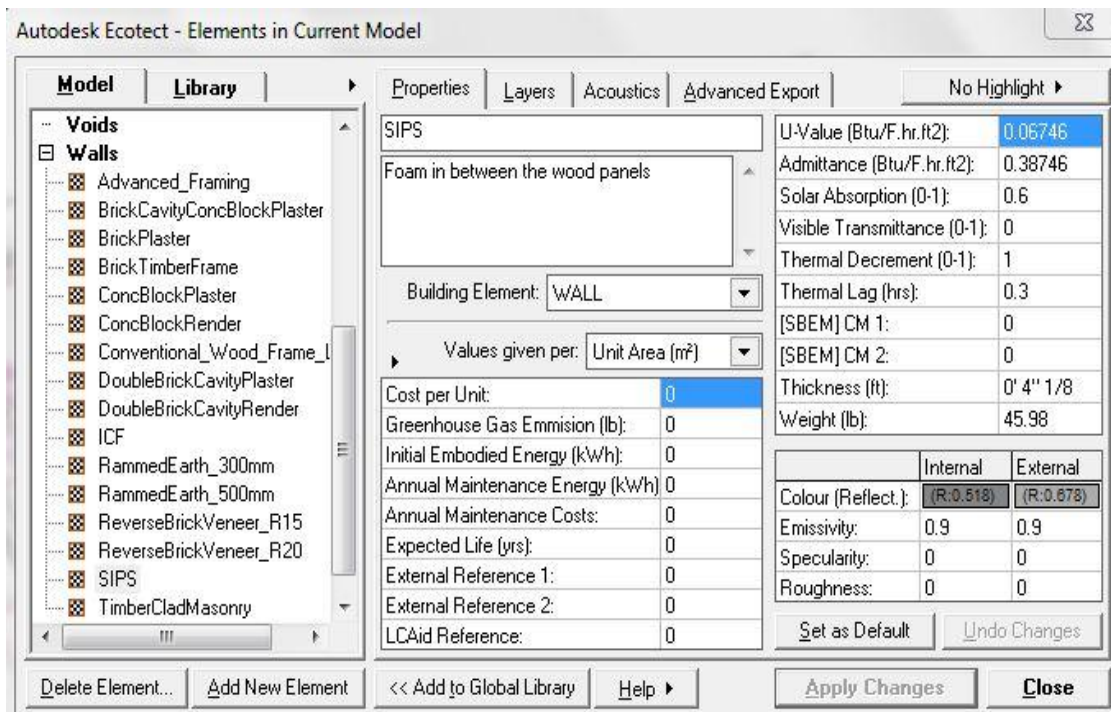 Autodesk Ecotect - Elements in Current Model
Model
Library
Voids
Walls
Advanced_Framing
BrickCavityConcBlockPlaster
BrickPlaster
BrickTimberFrame
ConcBlockPlaster
ConcBlockRender
Conventional_Wood_Frame_L
DoubleBrickCavityPlaster
DoubleBrickCavityRender
ICF
RammedEarth_300mm
RammedEarth_500mm
ReverseBrickVeneer_R15
ReverseBrickVeneer_R20
SIPS
TimberCladMasonry
Delete Element...
Add New Element
Properties
Layers
Acoustics
Advanced Export
No Highlight
SIPS
Foam in between the wood panels
Building Element: WALL
Values given per: Unit Area (m²)
Cost per Unit: 0
Greenhouse Gas Emmision (lb): 0
Initial Embodied Energy (kWh): 0
Annual Maintenance Energy (kWh) 0
Annual Maintenance Costs: 0
Expected Life (yrs): 0
External Reference 1: 0
External Reference 2: 0
LCAid Reference: 0
U-Value (Btu/F.hr.ft2): 0.06746
Admittance (Btu/F.hr.ft2): 0.38746
Solar Absorption (0-1): 0.6
Visible Transmittance (0-1): 0
Thermal Decrement (0-1): 1
Thermal Lag (hrs): 0.3
[SBEM] CM 1: 0
[SBEM] CM 2: 0
Thickness (ft): 0' 4" 1/8
Weight (lb): 45.98
Internal External
Colour (Reflect.): (R:0.518) (R:0.678)
Emissivity: 0.9 0.9
Specularity: 0 0
Roughness: 0 0
Set as Default
Undo Changes
<< Add to Global Library
Help
Apply Changes
Close